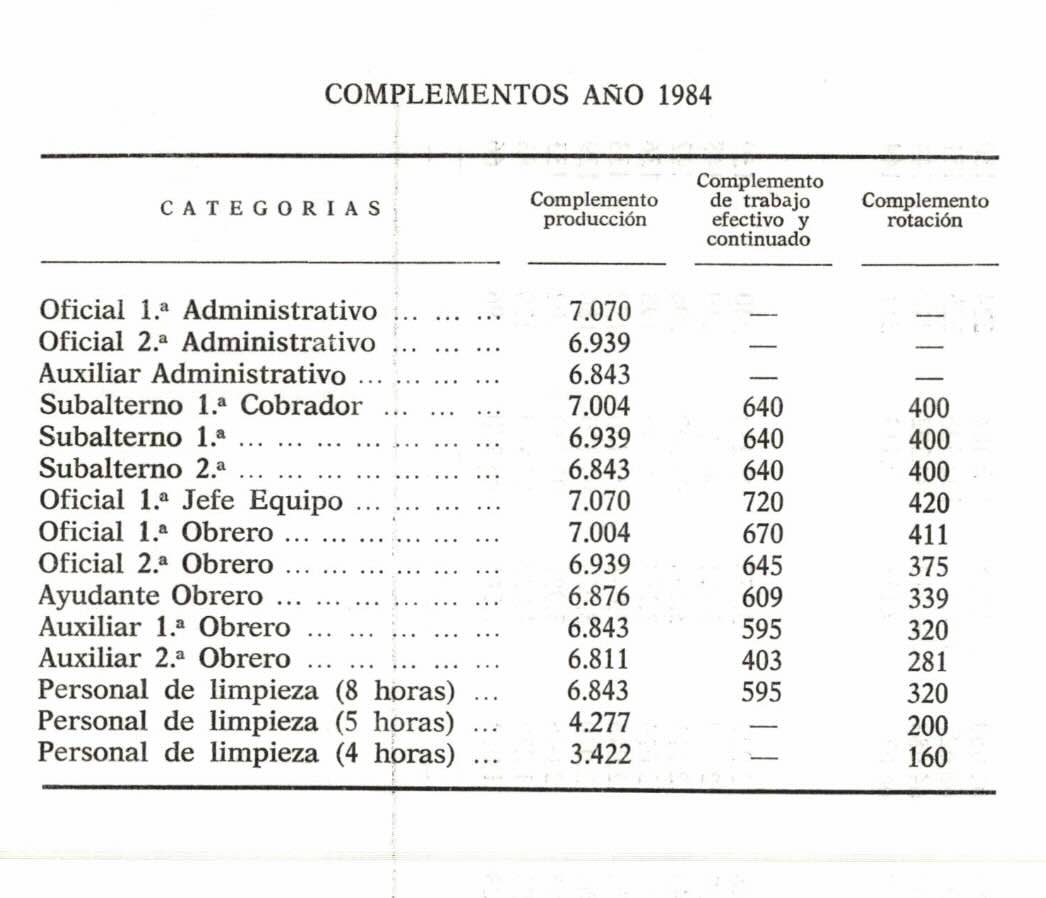 COMPLEMENTOS AÑO 1984
CATEGORIAS
Complemento
producción
Complemento
de trabajo
efectivo y
continuado
Complemento
rotación
Oficial 1.ª Administrativo ... ... ... 7.070 — —
Oficial 2.ª Administrativo ... ... ... 6.939 — —
Auxiliar Administrativo ... ... ... ... 6.843 — —
Subalterno 1.ª Cobrador ... ... ... 7.004 640 400
Subalterno 1.ª ... ... ... ... ... ... ... 6.939 640 400
Subalterno 2.ª ... ... ... ... ... ... ... 6.843 640 400
Oficial 1.ª Jefe Equipo ... ... ... ... 7.070 720 420
Oficial 1.ª Obrero ... ... ... ... ... ... 7.004 670 411
Oficial 2.ª Obrero ... ... ... ... ... ... 6.939 645 375
Ayudante Obrero ... ... ... ... ... ... 6.876 609 339
Auxiliar 1.ª Obrero ... ... ... ... ... 6.843 595 320
Auxiliar 2.ª Obrero ... ... ... ... ... 6.811 403 281
Personal de limpieza (8 horas) ... 6.843 595 320
Personal de limpieza (5 horas) ... 4.277 — 200
Personal de limpieza (4 horas) ... 3.422 — 160